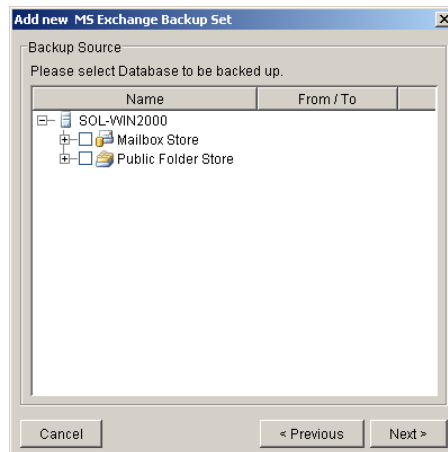 Add new MS Exchange Backup Set
Backup Source
Please select Database to be backed up.
Name From / To
SOL-WIN2000
Mailbox Store
Public Folder Store
Cancel < Previous Next >